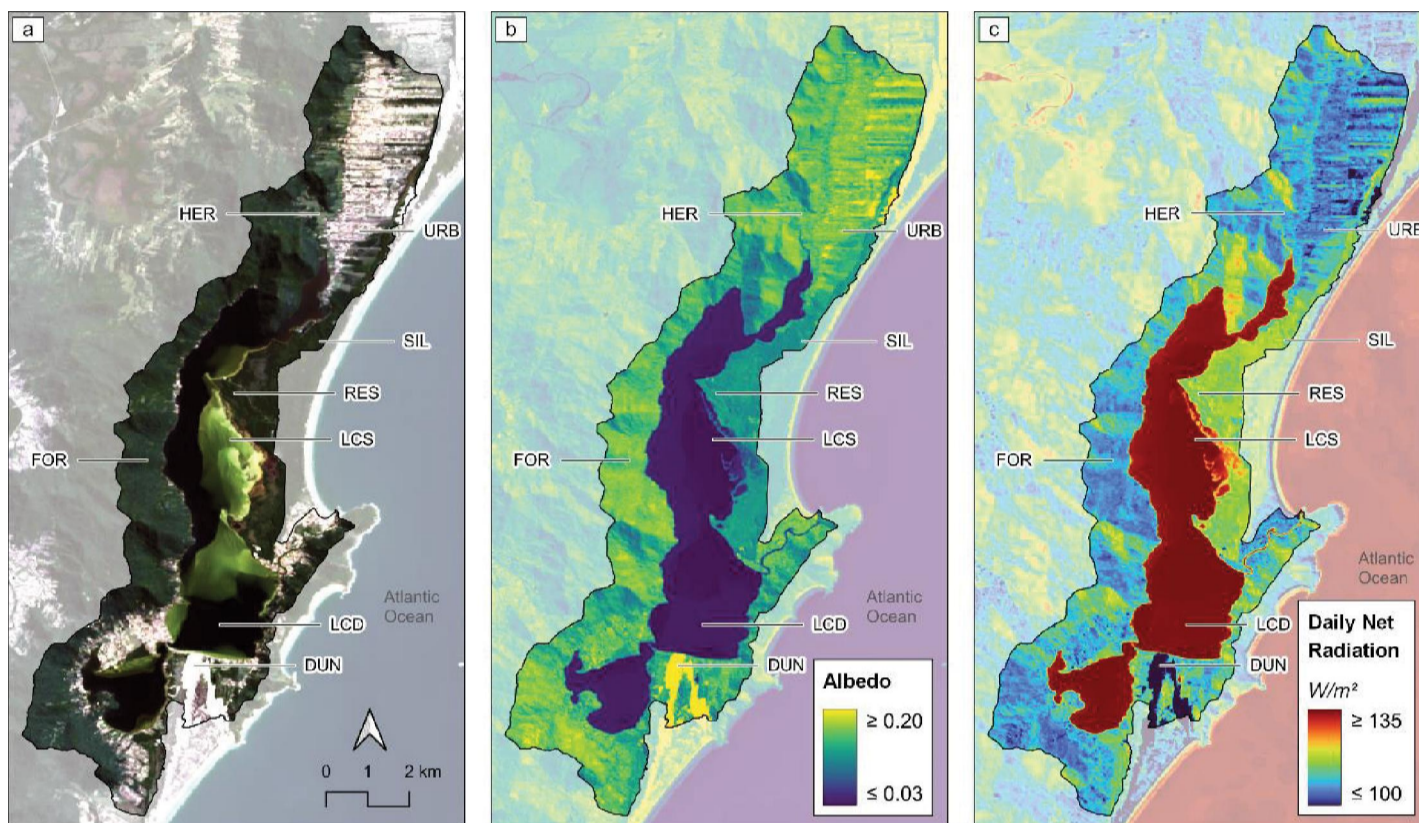 a
HER
URB
SIL
RES
LCS
FOR
Atlantic
Ocean
LCD
DUN
0 1 2 km
b
HER
URB
SIL
RES
LCS
FOR
Atlantic
Ocean
LCD
DUN
Albedo
≥ 0.20
≤ 0.03
c
HER
URB
SIL
RES
LCS
FOR
Atlantic
Ocean
LCD
DUN
Daily Net
Radiation
W/m²
≥ 135
≤ 100